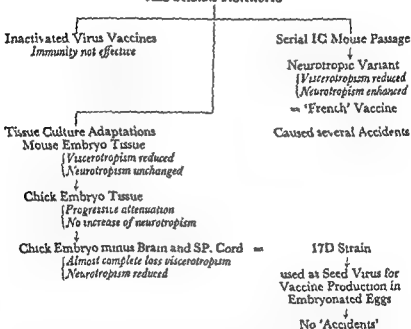 Inactivated Virus Vaccines
Immunity not effective
Serial IC Mouse Passage
Neurotropic Variant
Viscerotropism reduced
Neurotropism enhanced
= 'French' Vaccine
Caused several Accidents
Tissue Culture Adaptations
Mouse Embryo Tissue
Viscerotropism reduced
Neurotropism unchanged
Chick Embryo Tissue
Progressive attenuation
No increase of neurotropism
Chick Embryo minus Brain and SP. Cord = 17D Strain
Almost complete loss viscerotropism
Neurotropism reduced
used as Seed Virus for
Vaccine Production in
Embryonated Eggs
No 'Accidents'